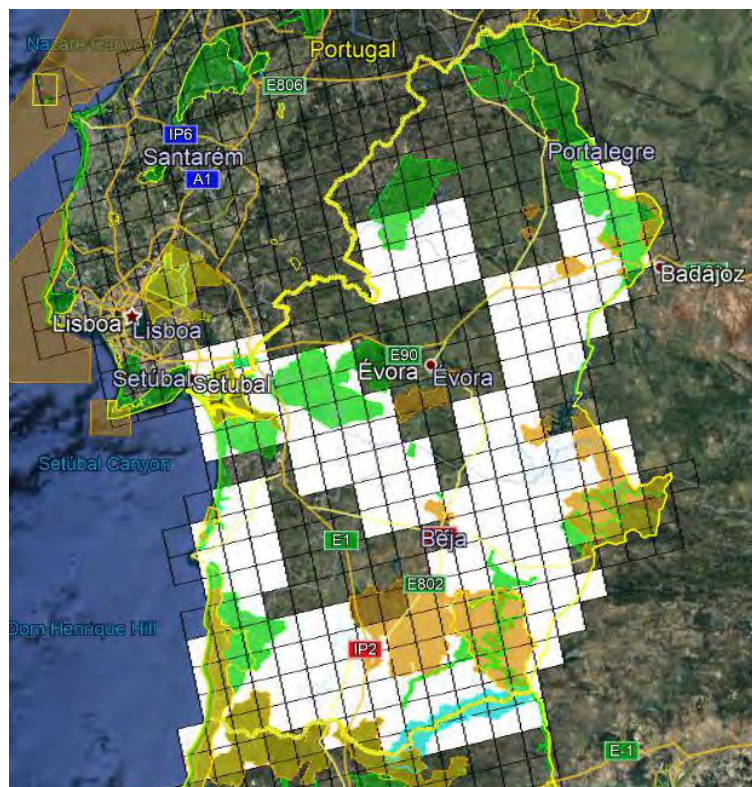 Nazaré Canyon
Portugal
E806
IP6
Santarém
A1
Portalegre
Badajoz
Lisboa
Lisboa
E90
Évora
Évora
Setúbal
Setúbal
Setúbal Canyon
E1
Beja
E802
Dom Henrique Hill
IP2
E-1